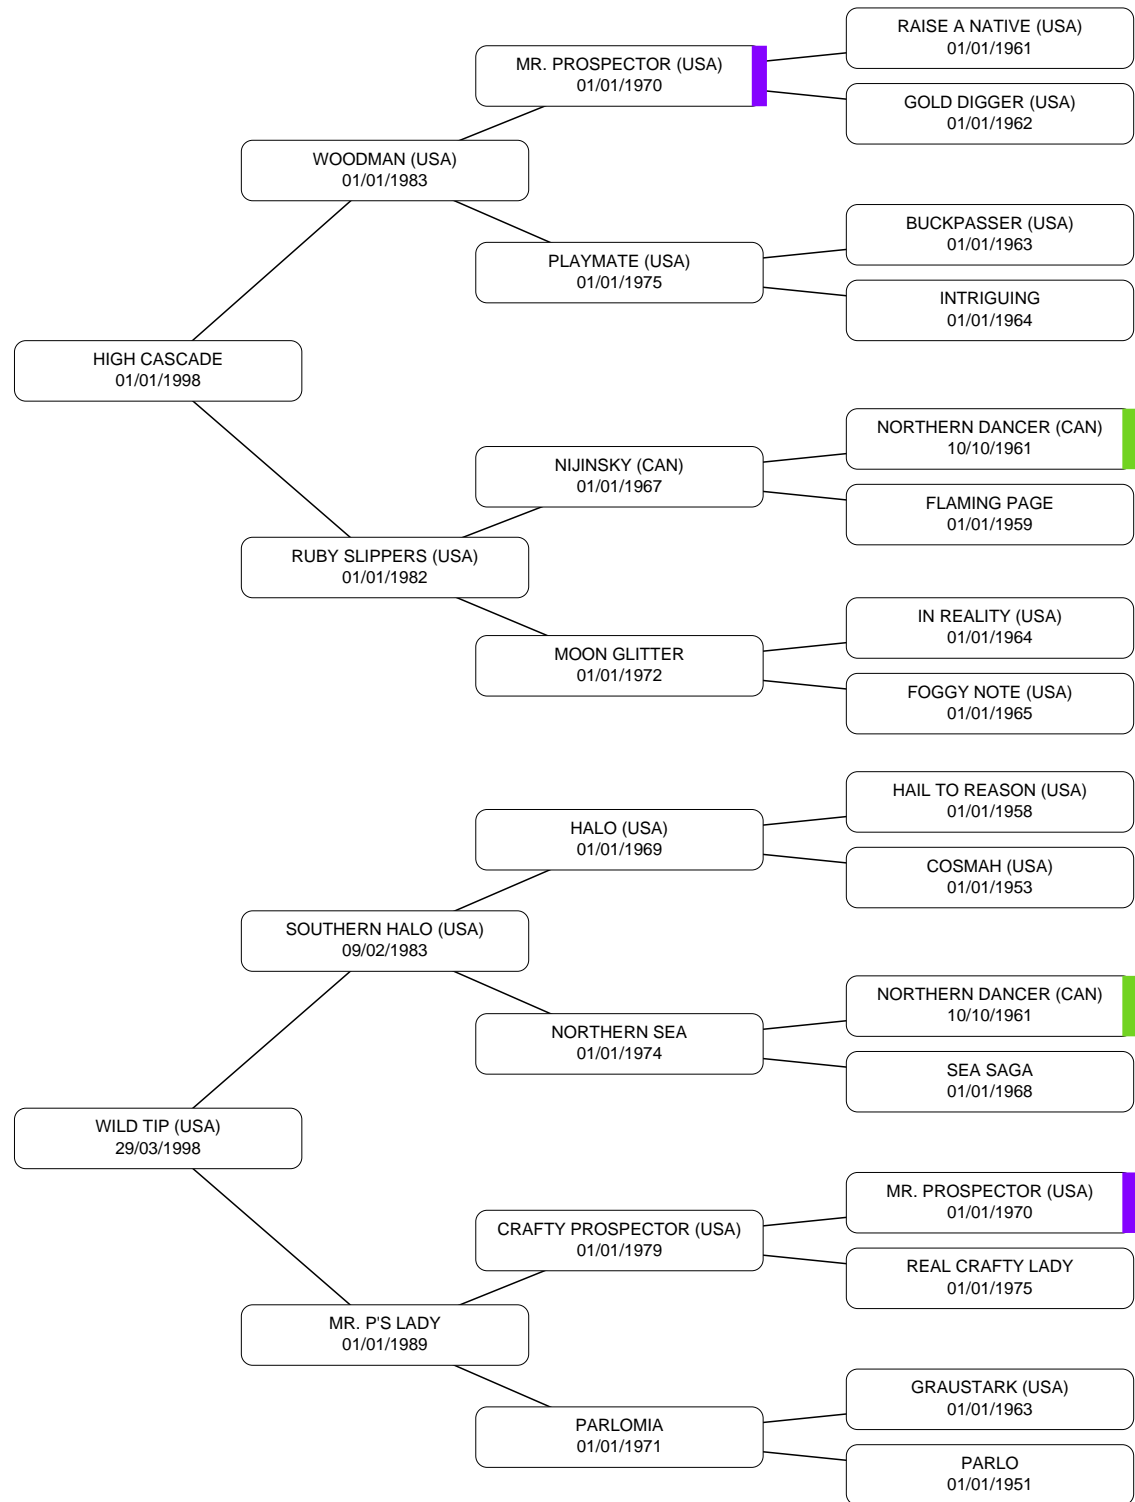 RAISE A NATIVE (USA)
01/01/1961
MR. PROSPECTOR (USA)
01/01/1970
GOLD DIGGER (USA)
01/01/1962
WOODMAN (USA)
01/01/1983
BUCKPASSER (USA)
01/01/1963
PLAYMATE (USA)
01/01/1975
INTRIGUING
01/01/1964
HIGH CASCADE
01/01/1998
NORTHERN DANCER (CAN)
10/10/1961
NIJINSKY (CAN)
01/01/1967
FLAMING PAGE
01/01/1959
RUBY SLIPPERS (USA)
01/01/1982
IN REALITY (USA)
01/01/1964
MOON GLITTER
01/01/1972
FOGGY NOTE (USA)
01/01/1965
HAIL TO REASON (USA)
01/01/1958
HALO (USA)
01/01/1969
COSMAH (USA)
01/01/1953
SOUTHERN HALO (USA)
09/02/1983
NORTHERN DANCER (CAN)
10/10/1961
NORTHERN SEA
01/01/1974
SEA SAGA
01/01/1968
WILD TIP (USA)
29/03/1998
MR. PROSPECTOR (USA)
01/01/1970
CRAFTY PROSPECTOR (USA)
01/01/1979
REAL CRAFTY LADY
01/01/1975
MR. P'S LADY
01/01/1989
GRAUSTARK (USA)
01/01/1963
PARLOMIA
01/01/1971
PARLO
01/01/1951